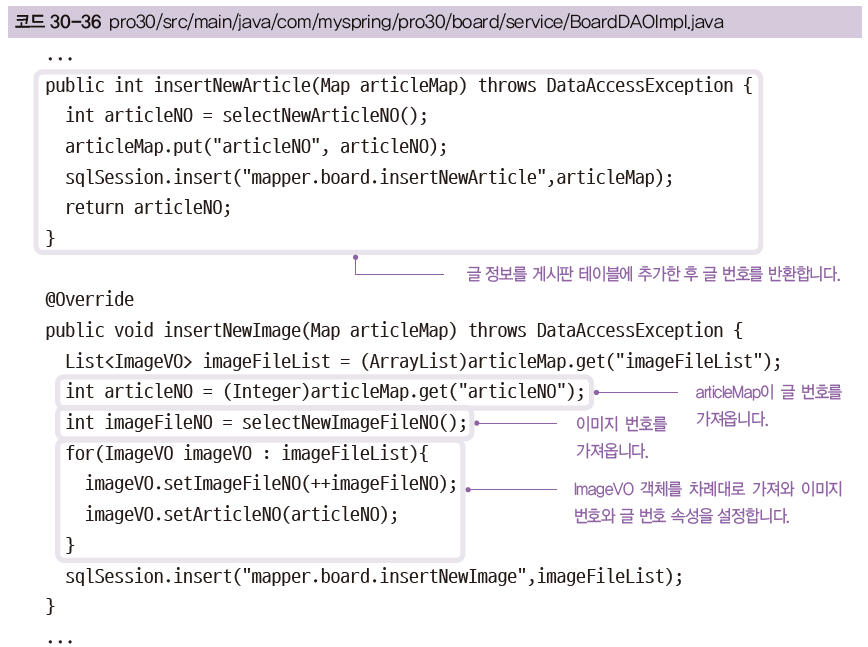 코드 30-36 pro30/src/main/java/com/myspring/pro30/board/service/BoardDAOImpl.java
...
public int insertNewArticle(Map articleMap) throws DataAccessException {
int articleNO = selectNewArticleNO();
articleMap.put("articleNO", articleNO);
sqlSession.insert("mapper.board.insertNewArticle",articleMap);
return articleNO;
}
글 정보를 게시판 테이블에 추가한 후 글 번호를 반환합니다.
@Override
public void insertNewImage(Map articleMap) throws DataAccessException {
List<ImageVO> imageFileList = (ArrayList)articleMap.get("imageFileList");
int articleNO = (Integer)articleMap.get("articleNO");
articleMap이 글 번호를
가져옵니다.
int imageFileNO = selectNewImageFileNO();
이미지 번호를
가져옵니다.
for(ImageVO imageVO : imageFileList){
imageVO.setImageFileNO(++imageFileNO);
imageVO.setArticleNO(articleNO);
}
ImageVO 객체를 차례대로 가져와 이미지
번호와 글 번호 속성을 설정합니다.
sqlSession.insert("mapper.board.insertNewImage",imageFileList);
}
...